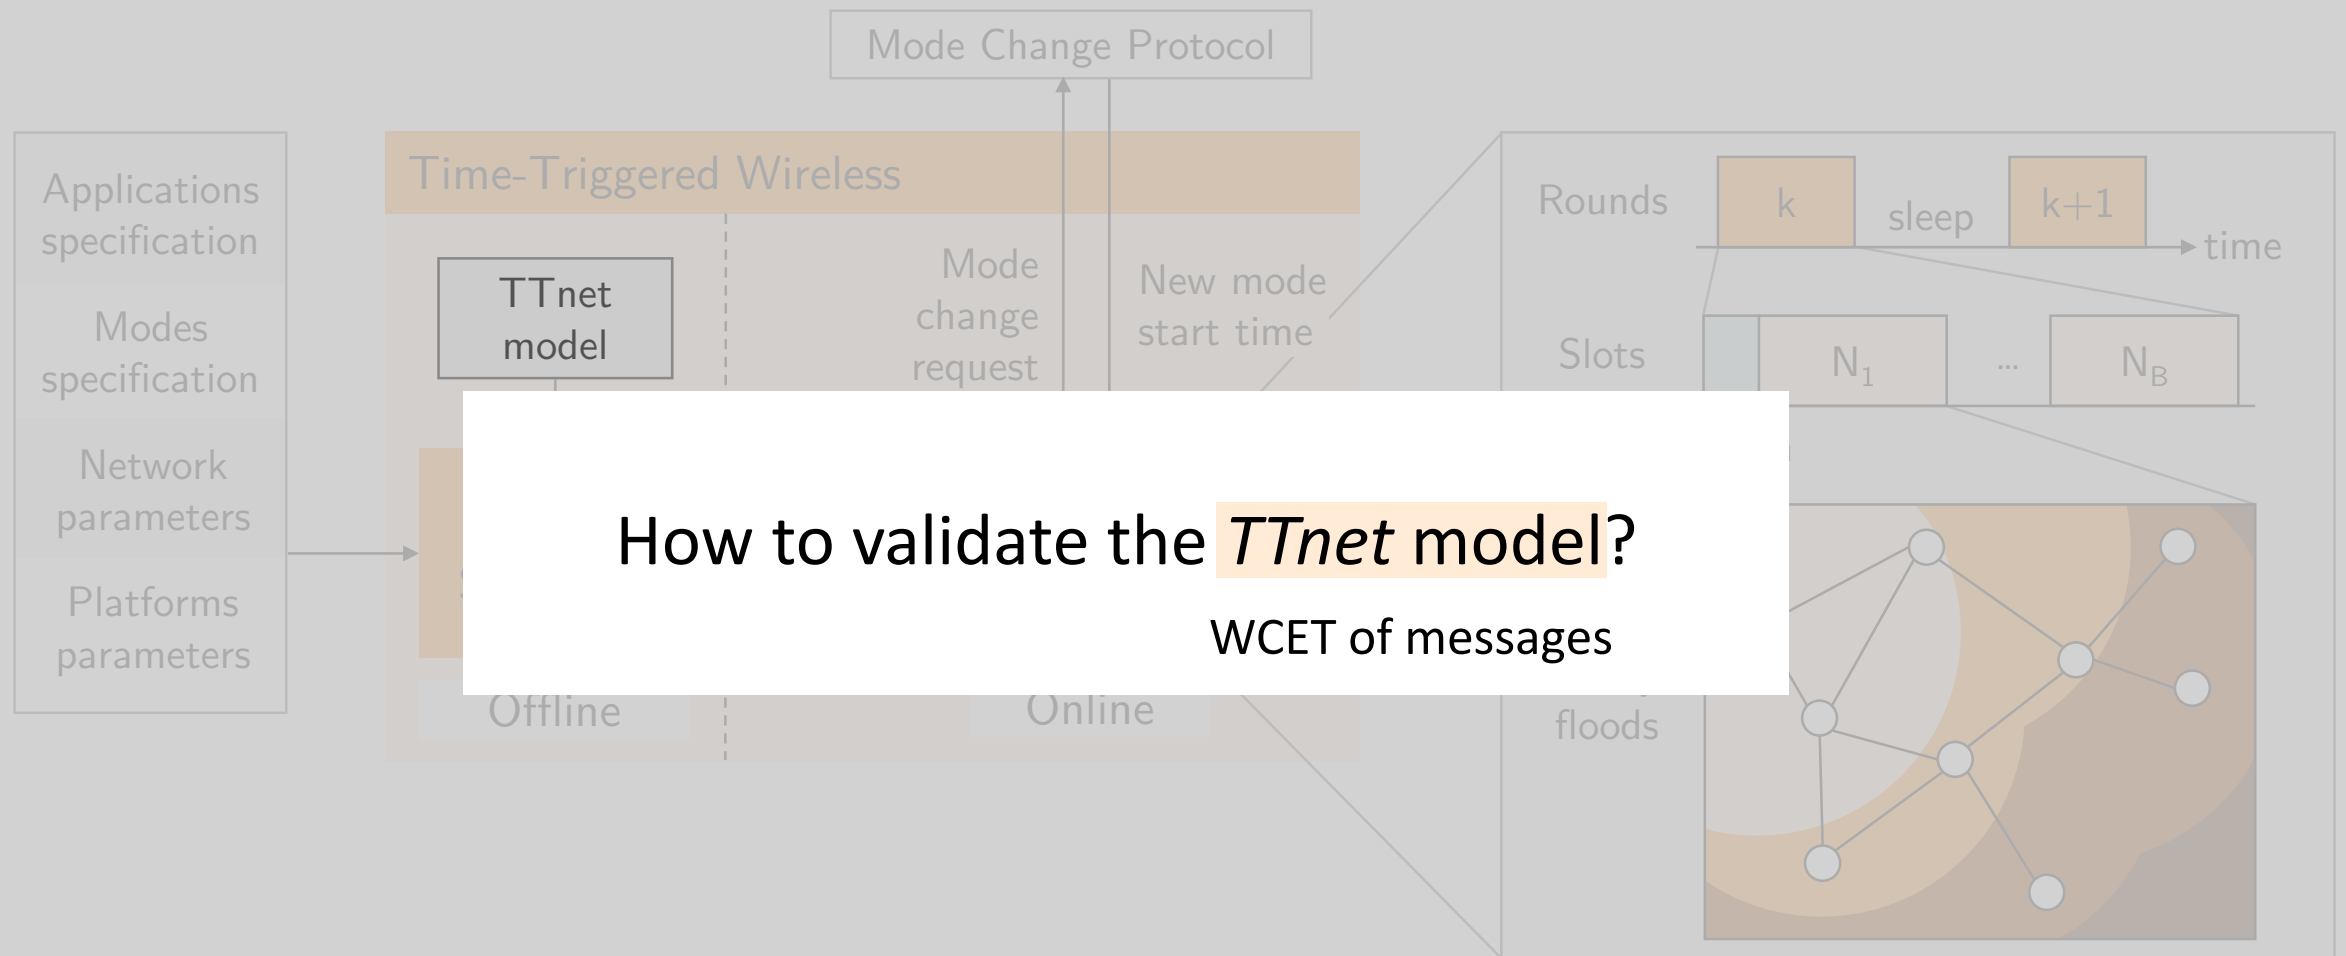 Mode Change Protocol
Applications
specification
Modes
specification
Network
parameters
Platforms
parameters
Time-Triggered Wireless
TTnet
model
Mode
change
request
New mode
start time
Offline
Online
How to validate the TTnet model?
WCET of messages
Rounds
k
sleep
k+1
time
Slots
N1
...
NB
floods